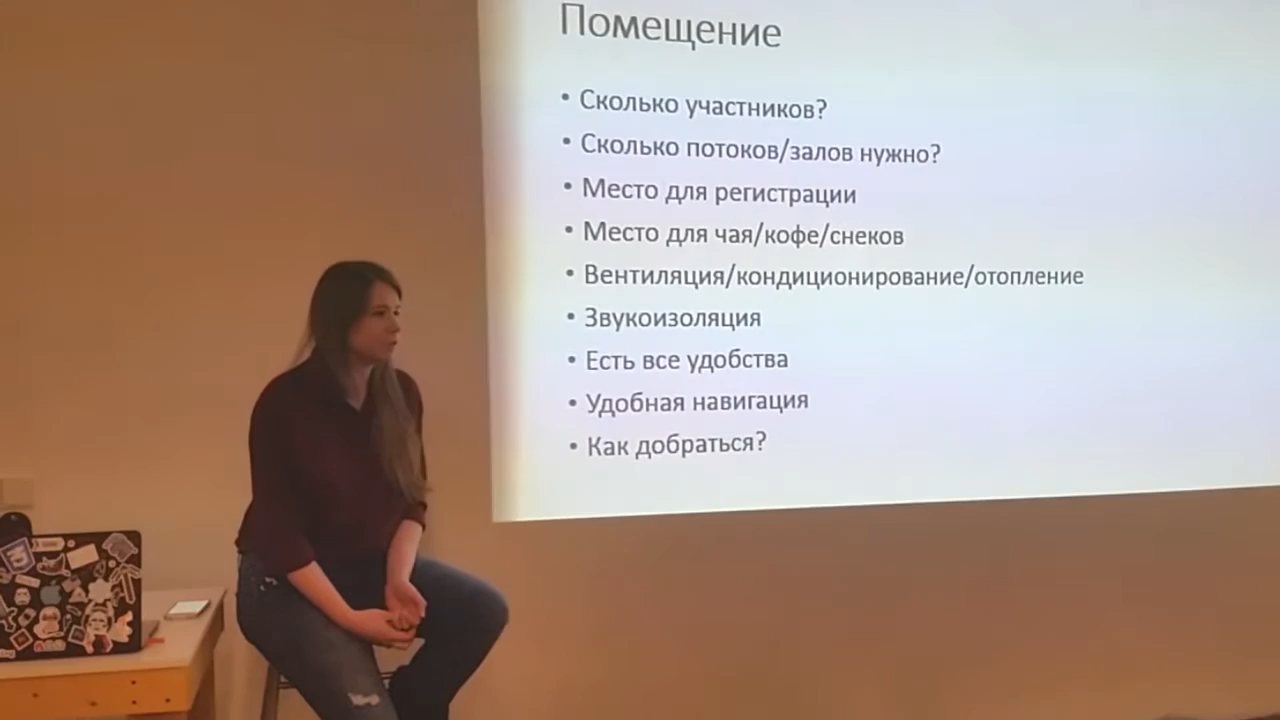 Помещение
• Сколько участников?
• Сколько потоков/залов нужно?
• Место для регистрации
• Место для чая/кофе/снеков
• Вентиляция/кондиционирование/отопление
• Звукоизоляция
• Есть все удобства
• Удобная навигация
• Как добраться?